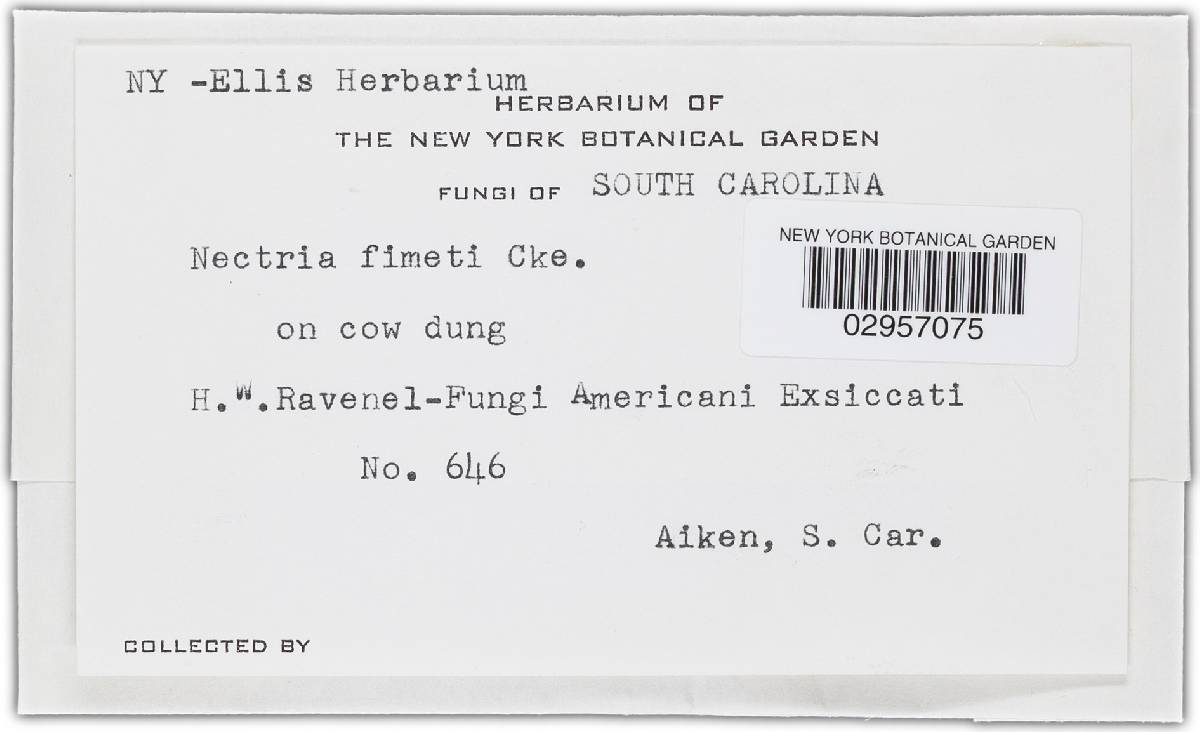 NY -Ellis Herbarium
HERBARIUM OF
THE NEW YORK BOTANICAL GARDEN
FUNGI OF SOUTH CAROLINA
NEW YORK BOTANICAL GARDEN
02957075
Nectria fimeti Cke.
on cow dung
H.W.Ravenel-Fungi Americani Exsiccati
No. 646
Aiken, S. Car.
COLLECTED BY